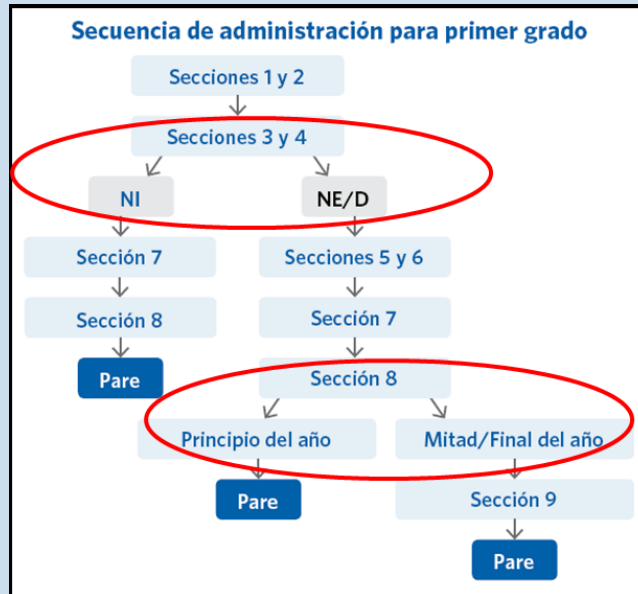 Secuencia de administración para primer grado
Secciones 1 y 2
Secciones 3 y 4
NI
NE/D
Sección 7
Secciones 5 y 6
Sección 8
Sección 7
Pare
Sección 8
Principio del año
Mitad/Final del año
Pare
Sección 9
Pare